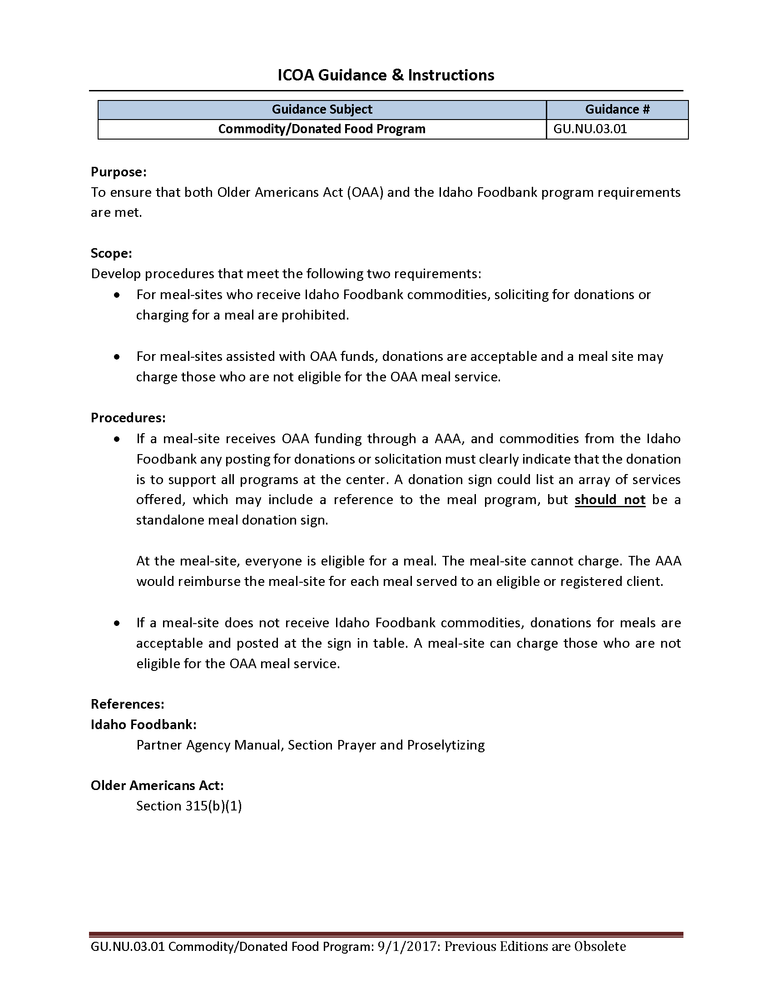 ICOA Guidance & Instructions
Guidance Subject Guidance #
Commodity/Donated Food Program GU.NU.03.01
Purpose:
To ensure that both Older Americans Act (OAA) and the Idaho Foodbank program requirements
are met.
Scope:
Develop procedures that meet the following two requirements:
• For meal-sites who receive Idaho Foodbank commodities, soliciting for donations or
charging for a meal are prohibited.
• For meal-sites assisted with OAA funds, donations are acceptable and a meal site may
charge those who are not eligible for the OAA meal service.
Procedures:
• If a meal-site receives OAA funding through a AAA, and commodities from the Idaho
Foodbank any posting for donations or solicitation must clearly indicate that the donation
is to support all programs at the center. A donation sign could list an array of services
offered, which may include a reference to the meal program, but should not be a
standalone meal donation sign.
At the meal-site, everyone is eligible for a meal. The meal-site cannot charge. The AAA
would reimburse the meal-site for each meal served to an eligible or registered client.
• If a meal-site does not receive Idaho Foodbank commodities, donations for meals are
acceptable and posted at the sign in table. A meal-site can charge those who are not
eligible for the OAA meal service.
References:
Idaho Foodbank:
Partner Agency Manual, Section Prayer and Proselytizing
Older Americans Act:
Section 315(b)(1)
GU.NU.03.01 Commodity/Donated Food Program: 9/1/2017: Previous Editions are Obsolete